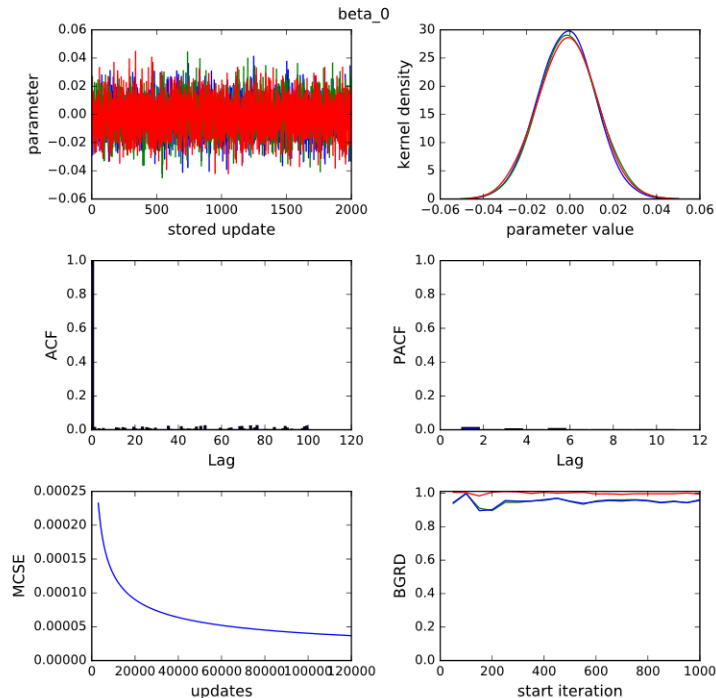 beta_0
0.06
0.04
0.02
0.00
−0.02
−0.04
−0.06
parameter
0 500 1000 1500 2000
stored update
30
25
20
15
10
5
0
kernel density
−0.06 −0.04 −0.02 0.00 0.02 0.04 0.06
parameter value
1.0
0.8
0.6
0.4
0.2
0.0
ACF
0 20 40 60 80 100 120
Lag
1.0
0.8
0.6
0.4
0.2
0.0
PACF
0 2 4 6 8 10 12
Lag
0.00025
0.00020
0.00015
0.00010
0.00005
0.00000
MCSE
0 20000 40000 60000 80000 100000 120000
updates
1.0
0.8
0.6
0.4
0.2
0.0
BGRD
0 200 400 600 800 1000
start iteration